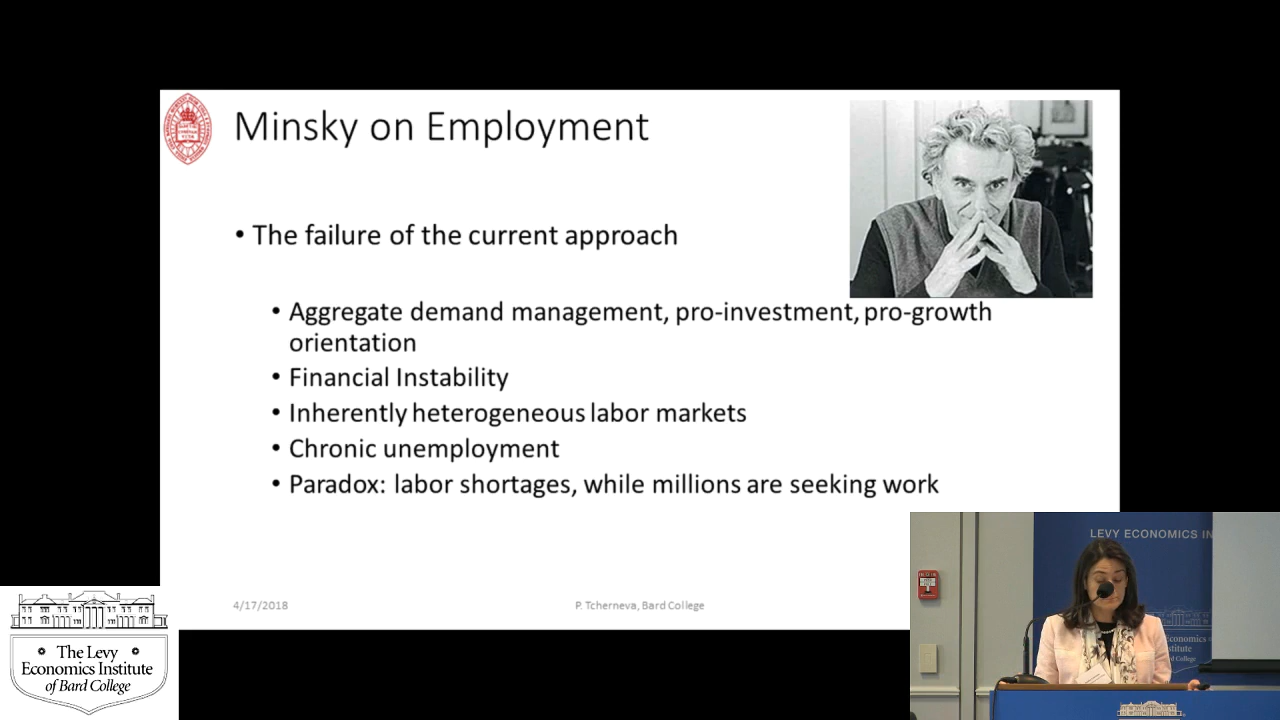 Minsky on Employment
• The failure of the current approach
• Aggregate demand management, pro-investment, pro-growth
orientation
• Financial Instability
• Inherently heterogeneous labor markets
• Chronic unemployment
• Paradox: labor shortages, while millions are seeking work
4/17/2018
P. Tcherneva, Bard College
LEVY ECONOMICS IN
The Levy
Economics Institute
of Bard College